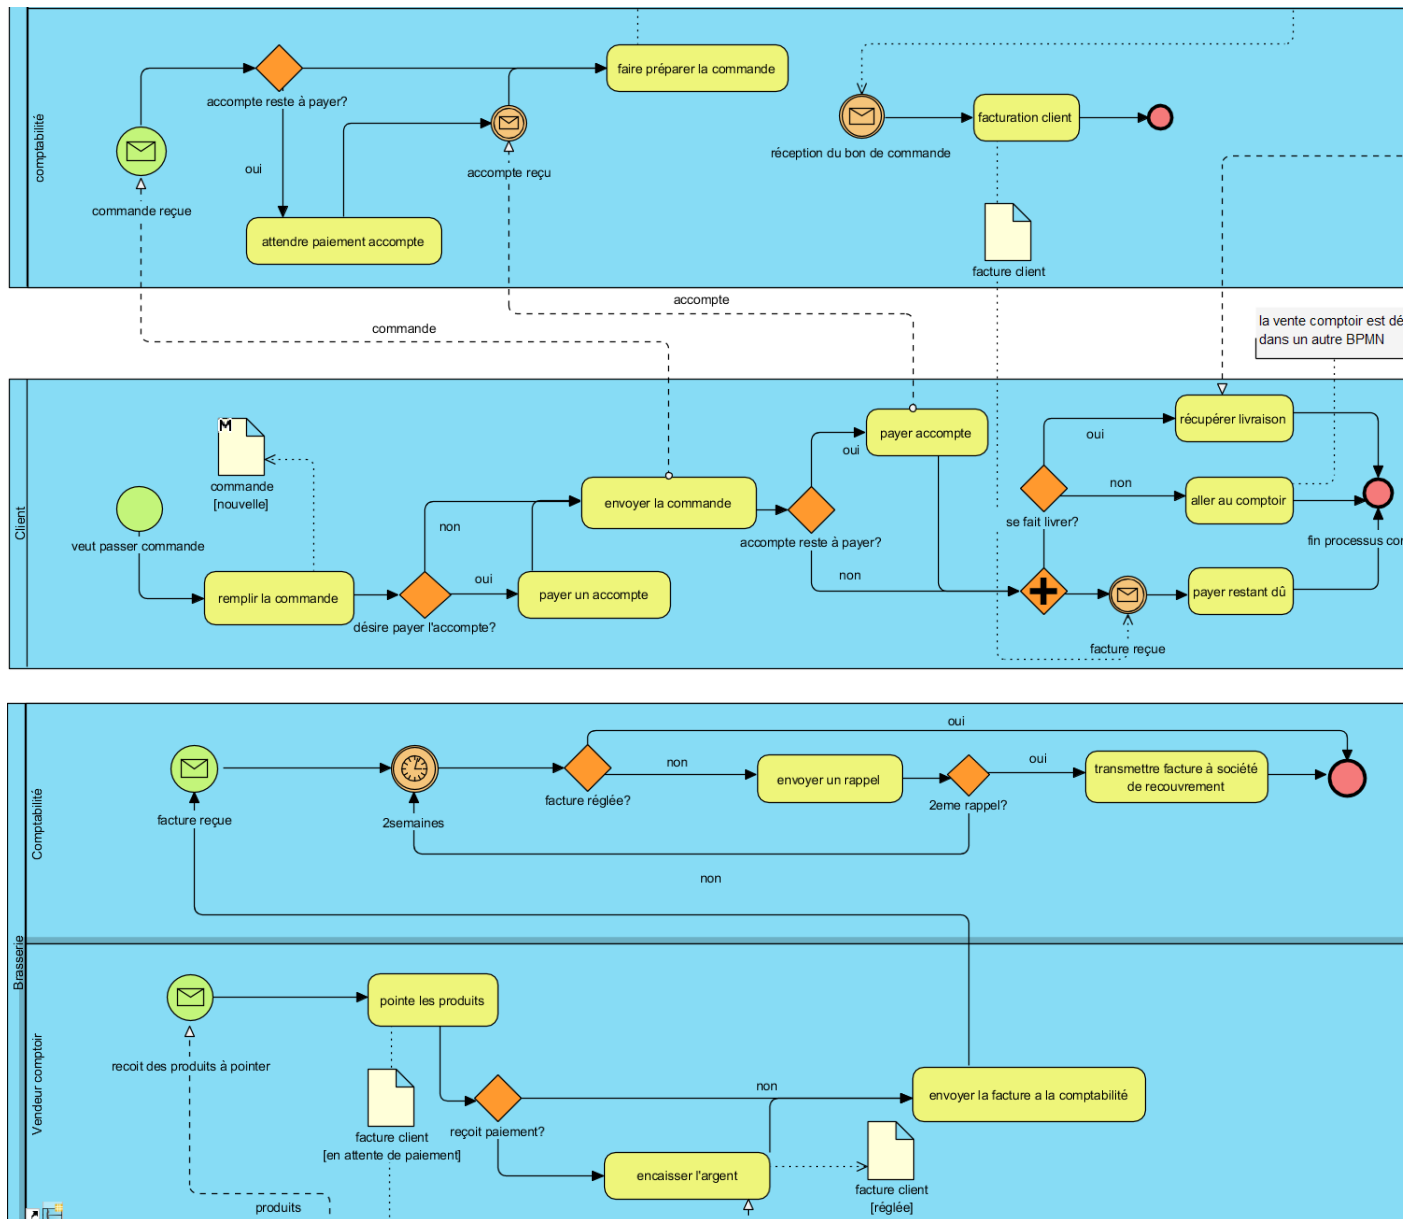 comptabilité
accompte reste à payer?
faire préparer la commande
commande reçue
oui
attendre paiement accompte
accompte reçu
réception du bon de commande
facturation client
facture client
accompte
commande
la vente comptoir est dé
dans un autre BPMN
Client
M
commande
[nouvelle]
veut passer commande
remplir la commande
désire payer l'accompte?
non
oui
payer un accompte
envoyer la commande
accompte reste à payer?
oui
non
payer accompte
se fait livrer?
oui
non
récupérer livraison
aller au comptoir
fin processus con
facture reçue
payer restant dû
Brasserie
Comptabilité
facture reçue
2semaines
facture réglée?
oui
non
envoyer un rappel
2eme rappel?
oui
transmettre facture à société
de recouvrement
non
Vendeur comptoir
recoit des produits à pointer
pointe les produits
facture client
[en attente de paiement]
reçoit paiement?
non
envoyer la facture a la comptabilité
encaisser l'argent
facture client
[réglée]
produits